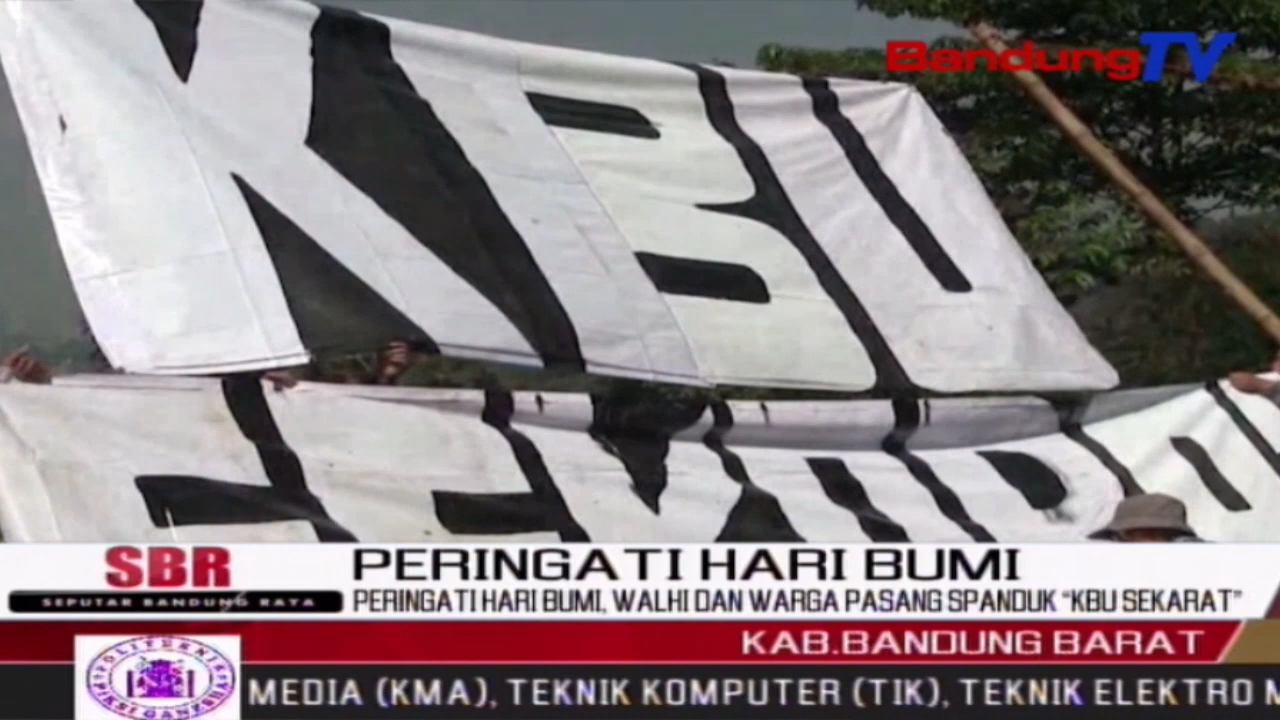 BandungTV
KBU
SEKARAT
SBR
SEPUTAR BANDUNG RAYA
PERINGATI HARI BUMI
PERINGATI HARI BUMI, WALHI DAN WARGA PASANG SPANDUK “KBU SEKARAT”
KAB.BANDUNG BARAT
MEDIA (KMA), TEKNIK KOMPUTER (TIK), TEKNIK ELEKTRO